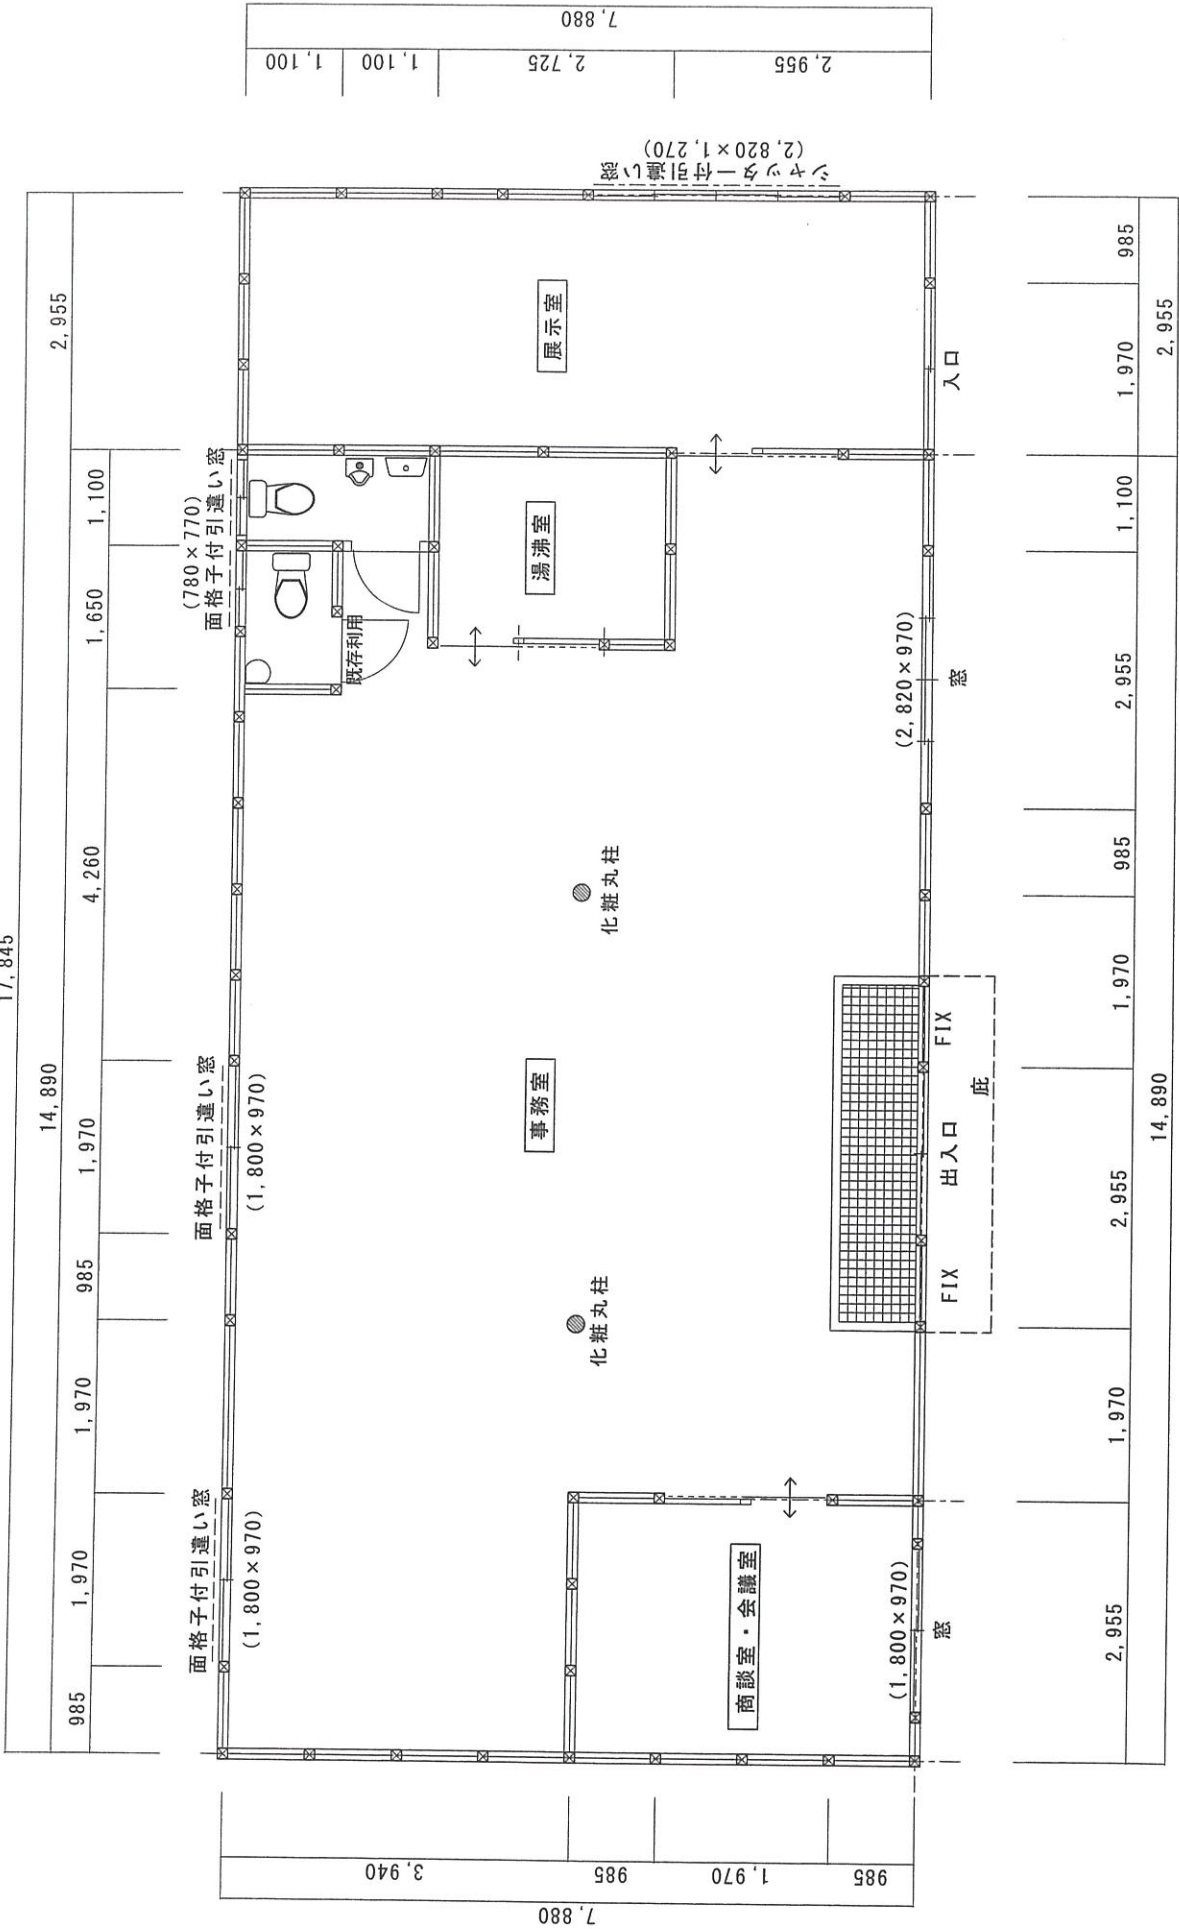 17,845
14,890
2,955
985
1,970
1,970
985
1,970
4,260
1,650
1,100
面格子付引違い窓
(1,800×970)
面格子付引違い窓
(1,800×970)
(780×770)
面格子付引違い窓
7,880
3,940
985
1,970
985
7,880
1,100
1,100
2,725
2,955
シャッター付引違い窓
(2,820×1,270)
既存利用
湯沸室
展示室
事務室
化粧丸柱
化粧丸柱
商談室・会議室
(1,800×970)
窓
FIX
出入口
FIX
庇
(2,820×970)
窓
入口
2,955
1,970
2,955
1,970
985
2,955
1,100
1,970
985
14,890
2,955